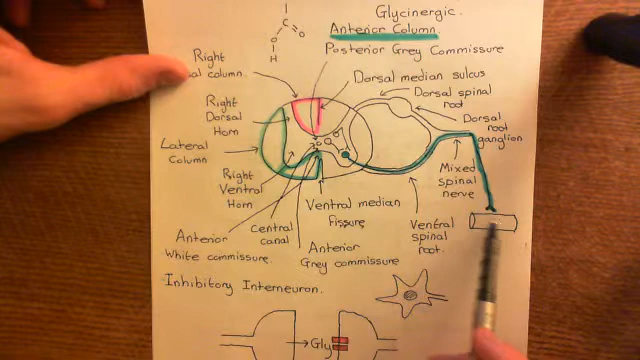 Glycinergic.
Anterior Column.
Posterior Grey Commissure
Right
al column.
Dorsal median sulcus
Dorsal spinal
root
Right
Dorsal
Horn
Dorsal
root
ganglion
Lateral
Column
Right
Ventral
Horn
Mixed
spinal
nerve
Ventral median
Fissure
Central
canal
Anterior
White commissure.
Anterior
Grey commissure
Ventral
spinal
root.
Inhibitory Interneuron.
Gly
C
O
O
H